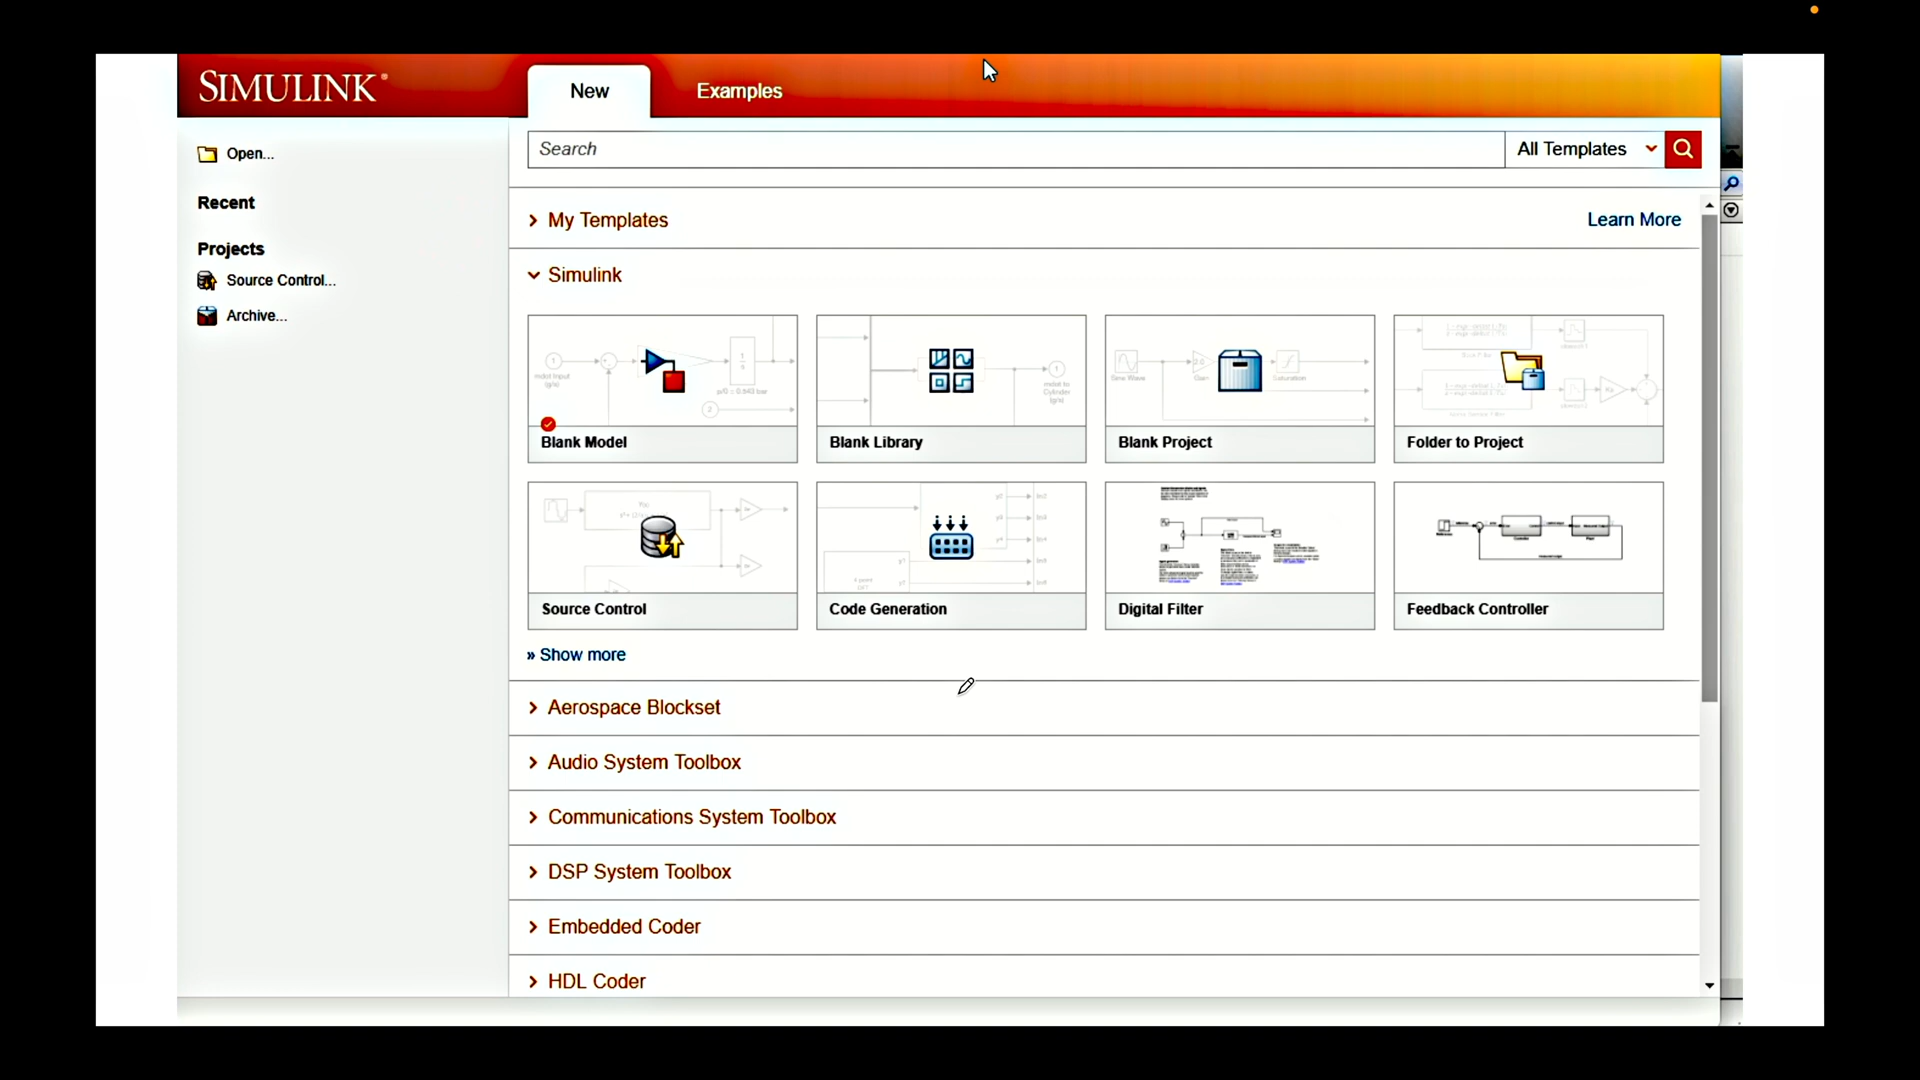 SIMULINK®
New
Examples
Open...
Recent
Projects
Source Control...
Archive...
Search
All Templates
My Templates
Learn More
Simulink
Blank Model
Blank Library
Blank Project
Folder to Project
Source Control
Code Generation
Digital Filter
Feedback Controller
» Show more
Aerospace Blockset
Audio System Toolbox
Communications System Toolbox
DSP System Toolbox
Embedded Coder
HDL Coder